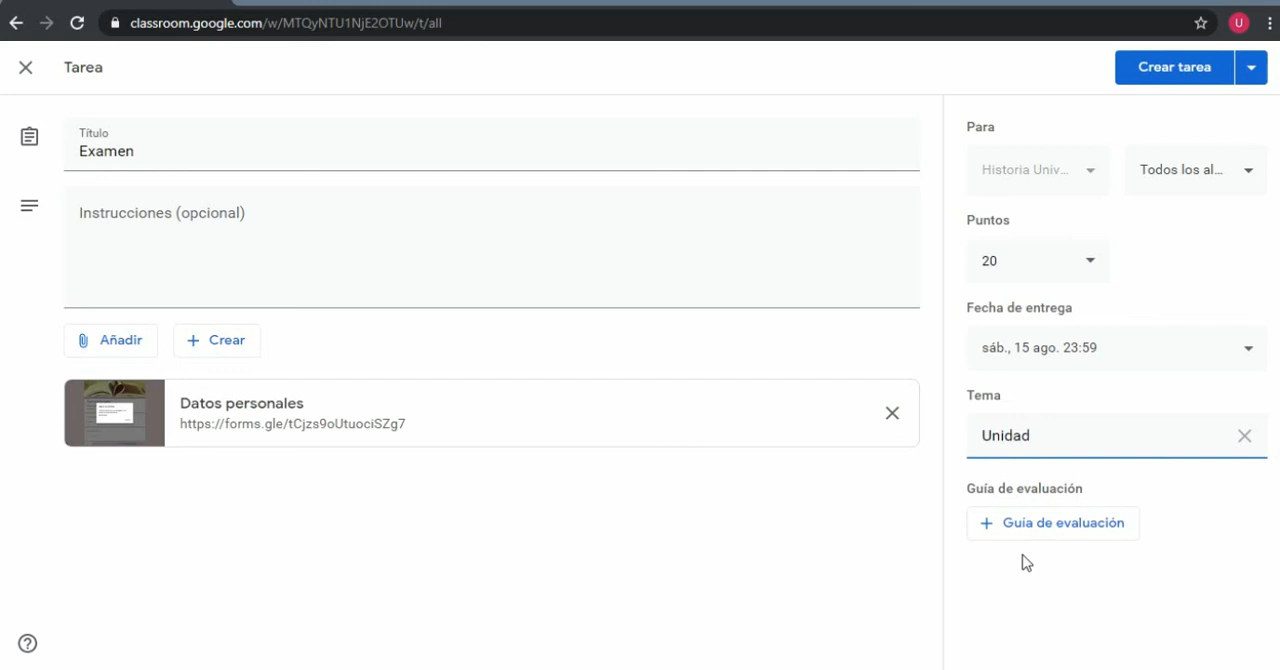 classroom.google.com/w/MTQyNTU1NjE2OTUw/t/all
U
Tarea
Crear tarea
Título
Examen
Instrucciones (opcional)
Añadir
Crear
Datos personales
https://forms.gle/tCjzs9oUtuociSZg7
Para
Historia Univ...
Todos los al...
Puntos
20
Fecha de entrega
sáb., 15 ago. 23:59
Tema
Unidad
Guía de evaluación
Guía de evaluación